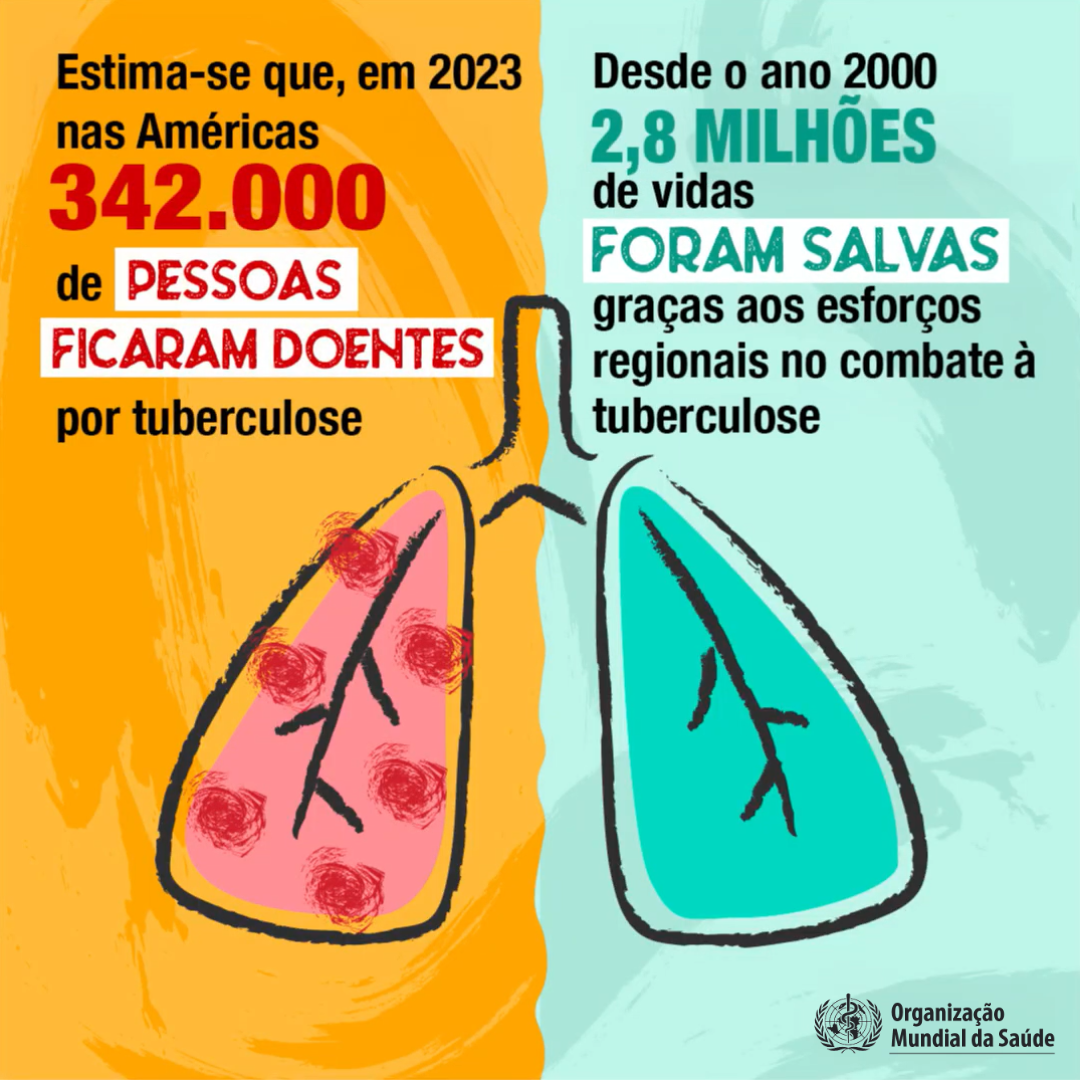 Estima-se que, em 2023
nas Américas
342.000
de PESSOAS
FICARAM DOENTES
por tuberculose
Desde o ano 2000
2,8 MILHÕES
de vidas
FORAM SALVAS
graças aos esforços
regionais no combate à
tuberculose
Organização
Mundial da Saúde